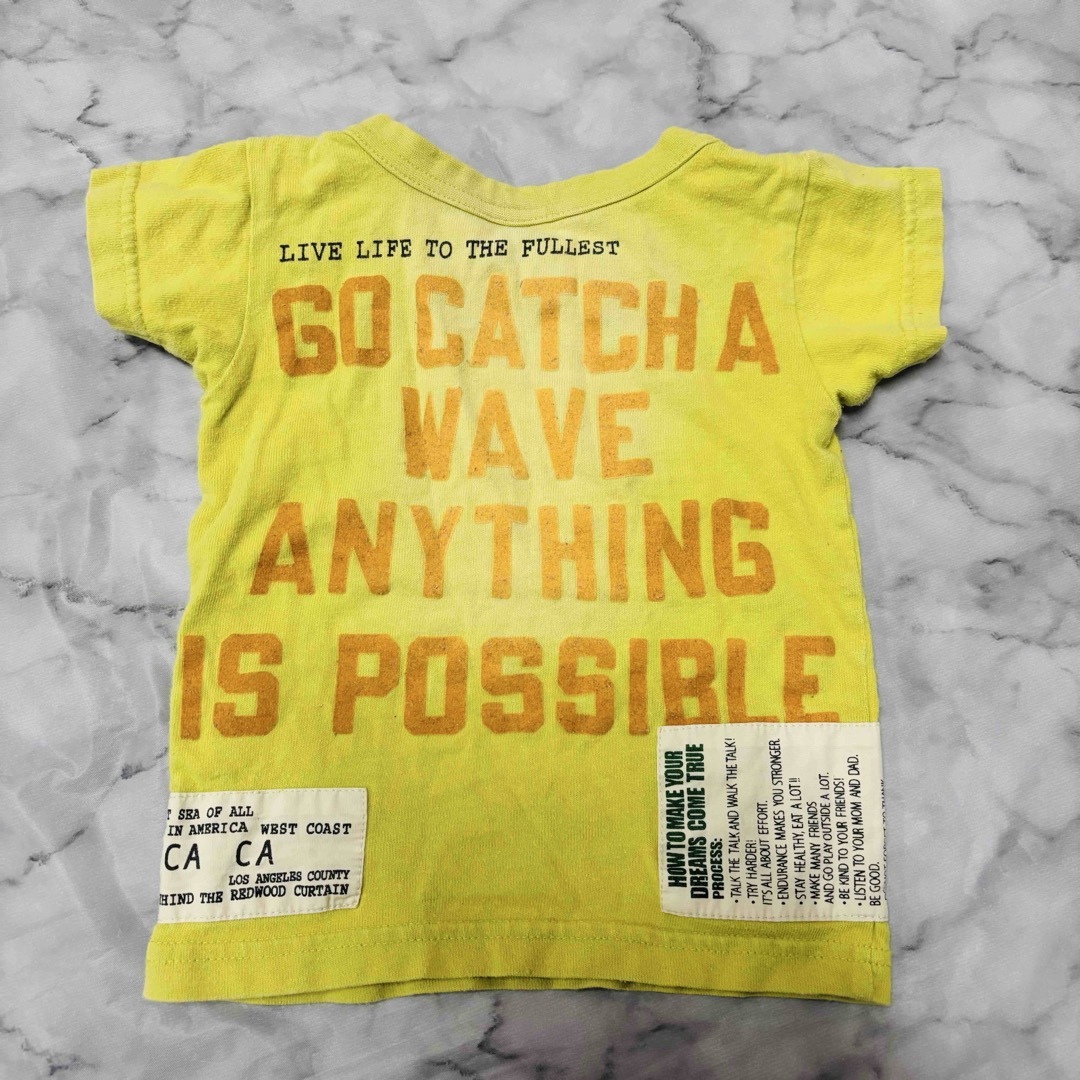 LIVE LIFE TO THE FULLEST
GO CATCH A
WAVE
ANYTHING
IS POSSIBLE
T SEA OF ALL
IN AMERICA WEST COAST
CA CA
LOS ANGELES COUNTY
HIND THE REDWOOD CURTAIN
HOW TO MAKE YOUR
DREAMS COME TRUE
PROCESS:
• TALK THE TALK AND WALK THE TALK!
• TRY HARDER!
IT'S ALL ABOUT EFFORT.
• ENDURANCE MAKES YOU STRONGER.
• STAY HEALTHY, EAT A LOT!!
• MAKE MANY FRIENDS
AND GO PLAY OUTSIDE A LOT.
• BE KIND TO YOUR FRIENDS!
• LISTEN TO YOUR MOM AND DAD.
BE GOOD.